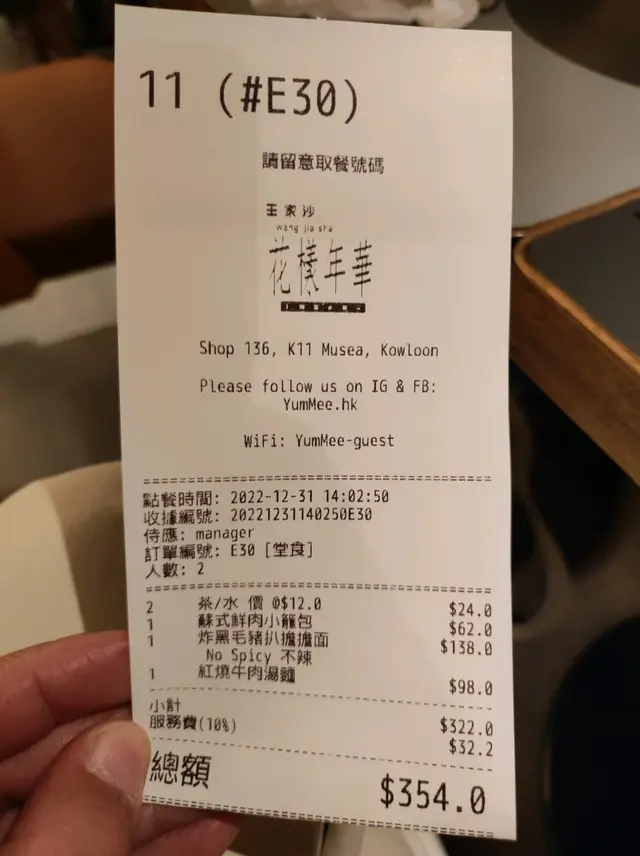 11 (#E30)
請留意取餐號碼
王家沙
wang jia sha
花樣年華
Shop 136, K11 Musea, Kowloon
Please follow us on IG & FB:
YumMee.hk
WiFi: YumMee-guest
點餐時間: 2022-12-31 14:02:50
收據編號: 20221231140250E30
侍應: manager
訂單編號: E30 [堂食]
人數: 2
2 茶/水 價 @$12.0 $24.0
1 蘇式鮮肉小籠包 $62.0
1 炸黑毛豬扒擔擔面 $138.0
No Spicy 不辣
1 紅燒牛肉湯麵 $98.0
小計 $322.0
服務費(10%) $32.2
總額 $354.0